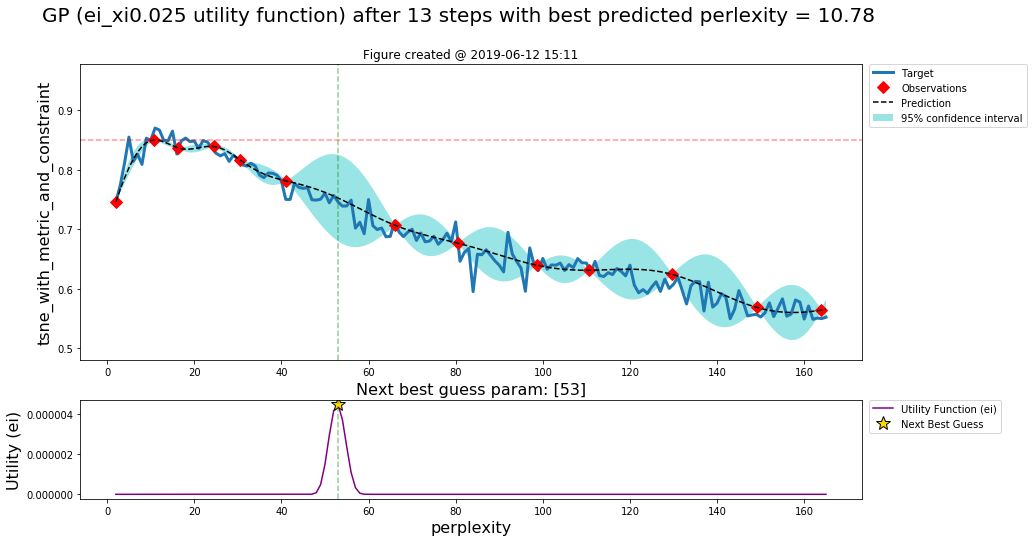 GP (ei_xi0.025 utility function) after 13 steps with best predicted perlexity = 10.78
Figure created @ 2019-06-12 15:11
Target
Observations
Prediction
95% confidence interval
tsne_with_metric_and_constraint
0.9
0.8
0.7
0.6
0.5
0 20 40 60 80 100 120 140 160
Next best guess param: [53]
Utility Function (ei)
Next Best Guess
Utility (ei)
0.000004
0.000002
0.000000
0 20 40 60 80 100 120 140 160
perplexity